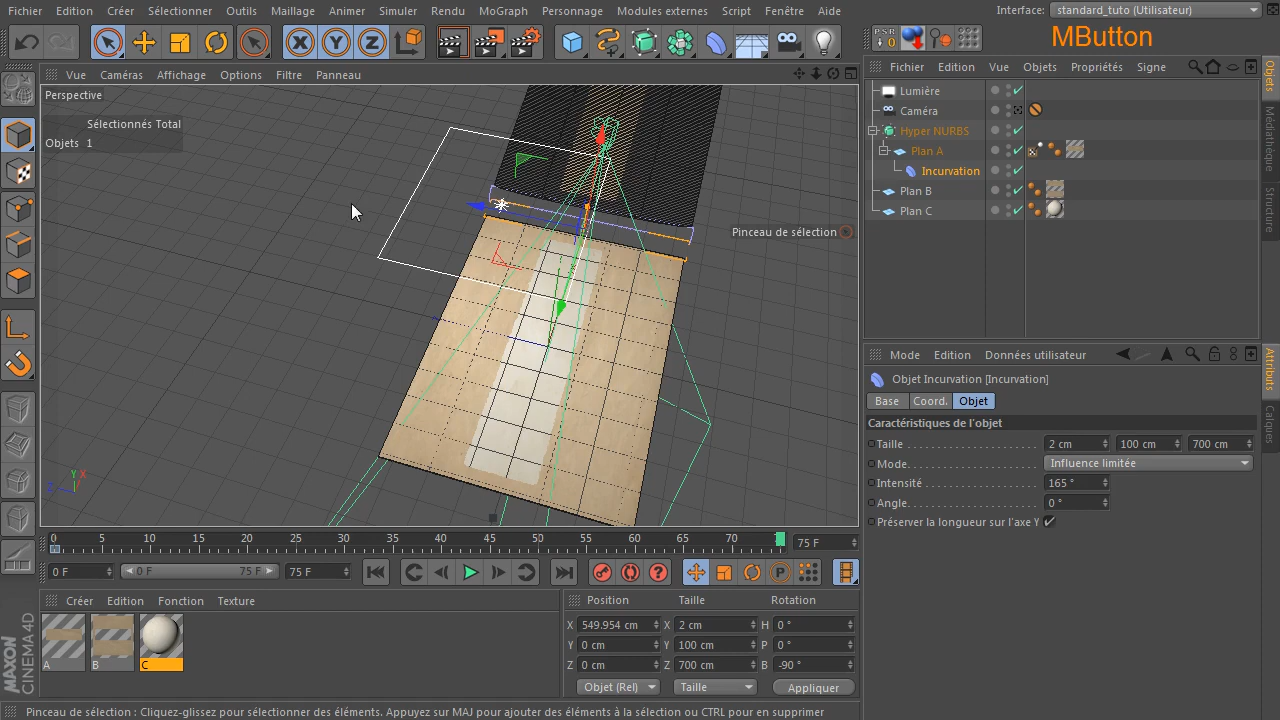 Fichier Edition Créer Sélectionner Outils Maillage Animer Simuler Rendu MoGraph Personnage Modules externes Script Fenêtre Aide Interface: standard_tuto (Utilisateur)
PSR
0
MButton
Vue Caméras Affichage Options Filtre Panneau
Fichier Edition Vue Objets Propriétés Signe
Perspective
Sélectionnés Total
Objets 1
Pinceau de sélection
Y X Z
Lumière
Caméra
Hyper NURBS
Plan A
Incurvation
Plan B
Plan C
Objets
Médiathèque
Structure
Mode Edition Données utilisateur
Objet Incurvation [Incurvation]
Base Coord. Objet
Caractéristiques de l'objet
Taille 2 cm 100 cm 700 cm
Mode Influence limitée
Intensité 165 °
Angle 0 °
Préserver la longueur sur l'axe Y
Attributs
Calques
0 5 10 15 20 25 30 35 40 45 50 55 60 65 70 75 F
0 F 0 F 75 F 75 F
Créer Edition Fonction Texture
A B C
Position Taille Rotation
X 549.954 cm X 2 cm H 0 °
Y 0 cm Y 100 cm P 0 °
Z 0 cm Z 700 cm B -90 °
Objet (Rel) Taille Appliquer
MAXON
CINEMA 4D
Pinceau de sélection : Cliquez-glissez pour sélectionner des éléments. Appuyez sur MAJ pour ajouter des éléments à la sélection ou CTRL pour en supprimer